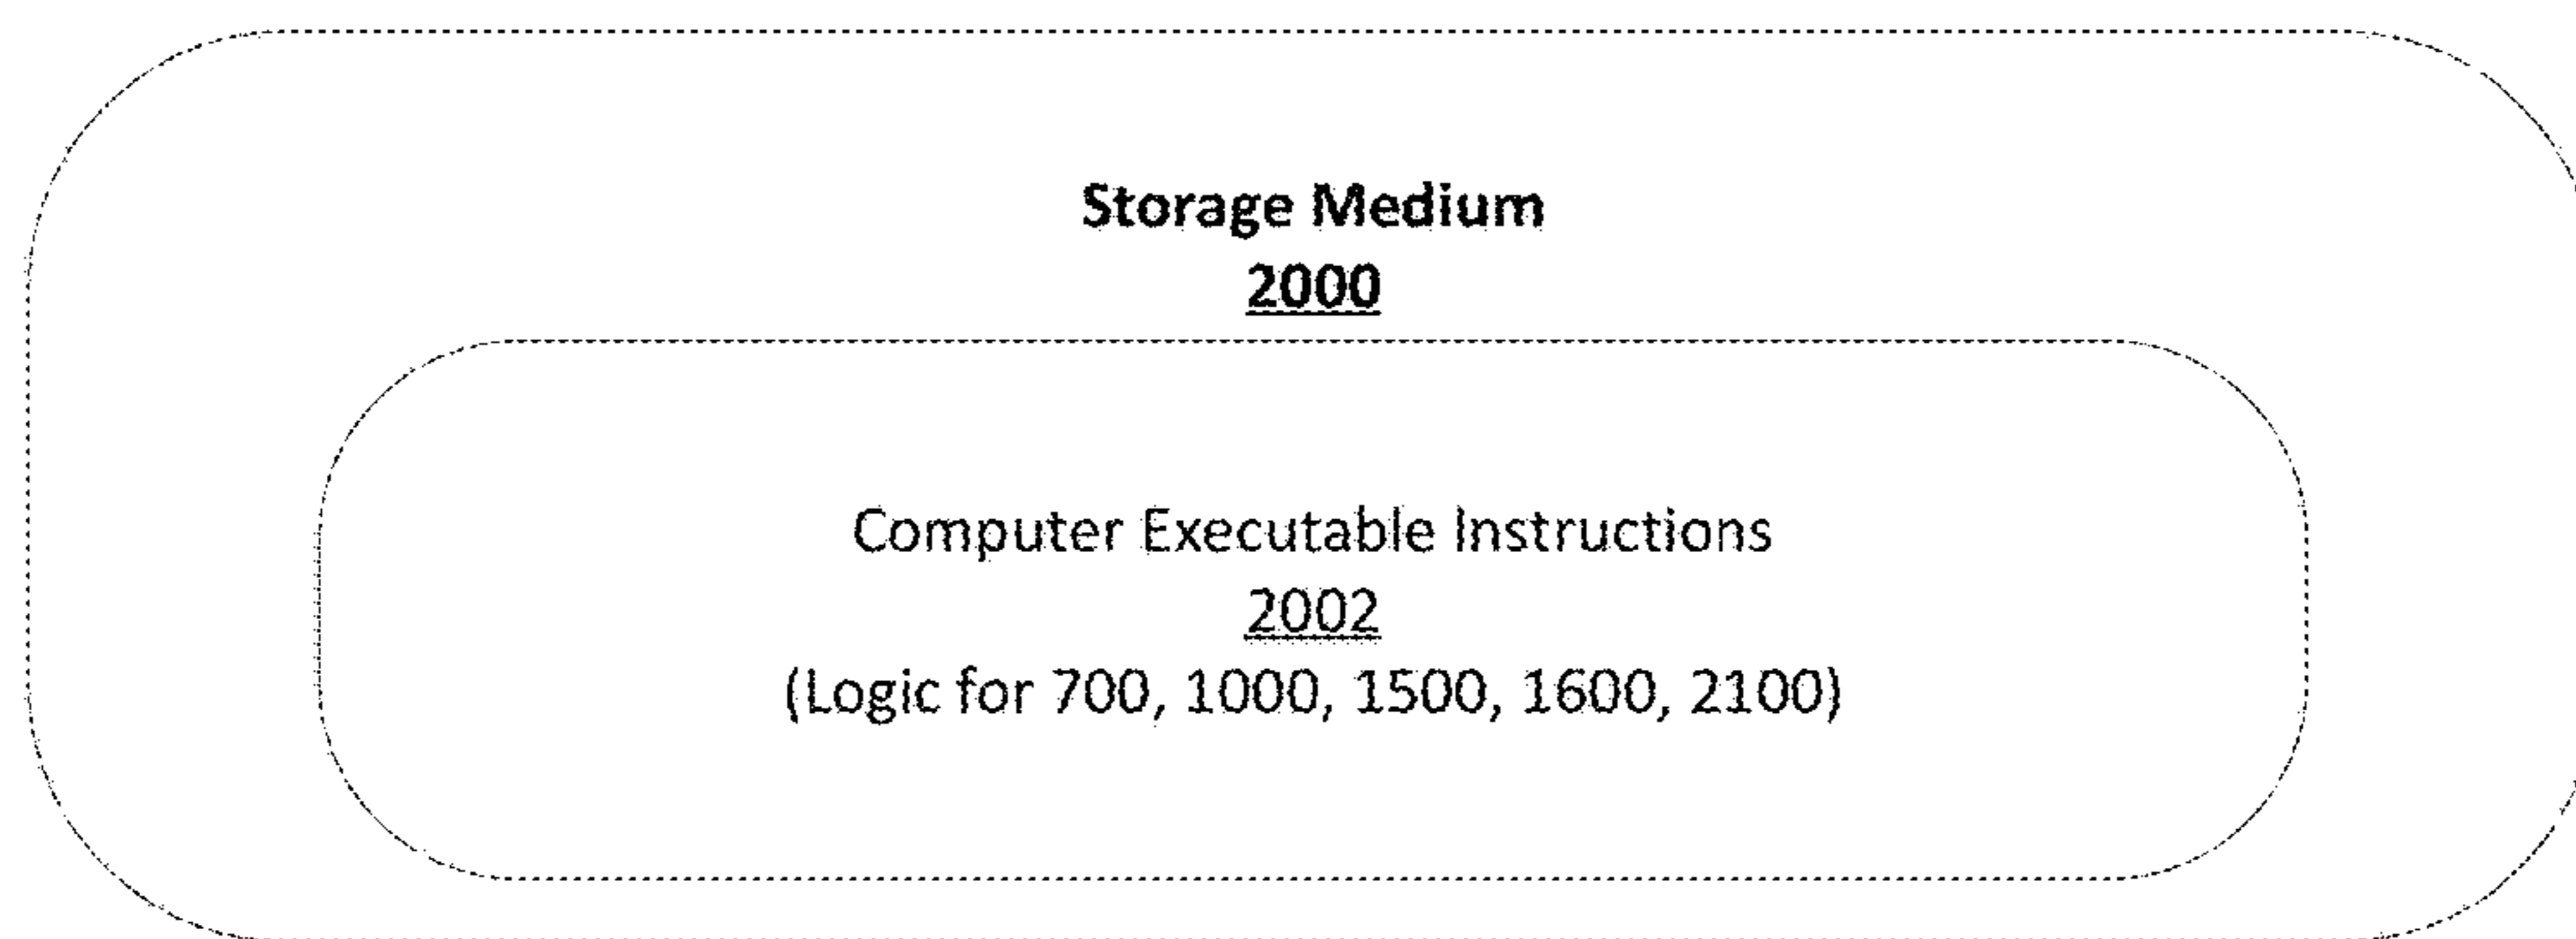 Storage Medium
2000
Computer Executable Instructions
2002
(Logic for 700, 1000, 1500, 1600, 2100)